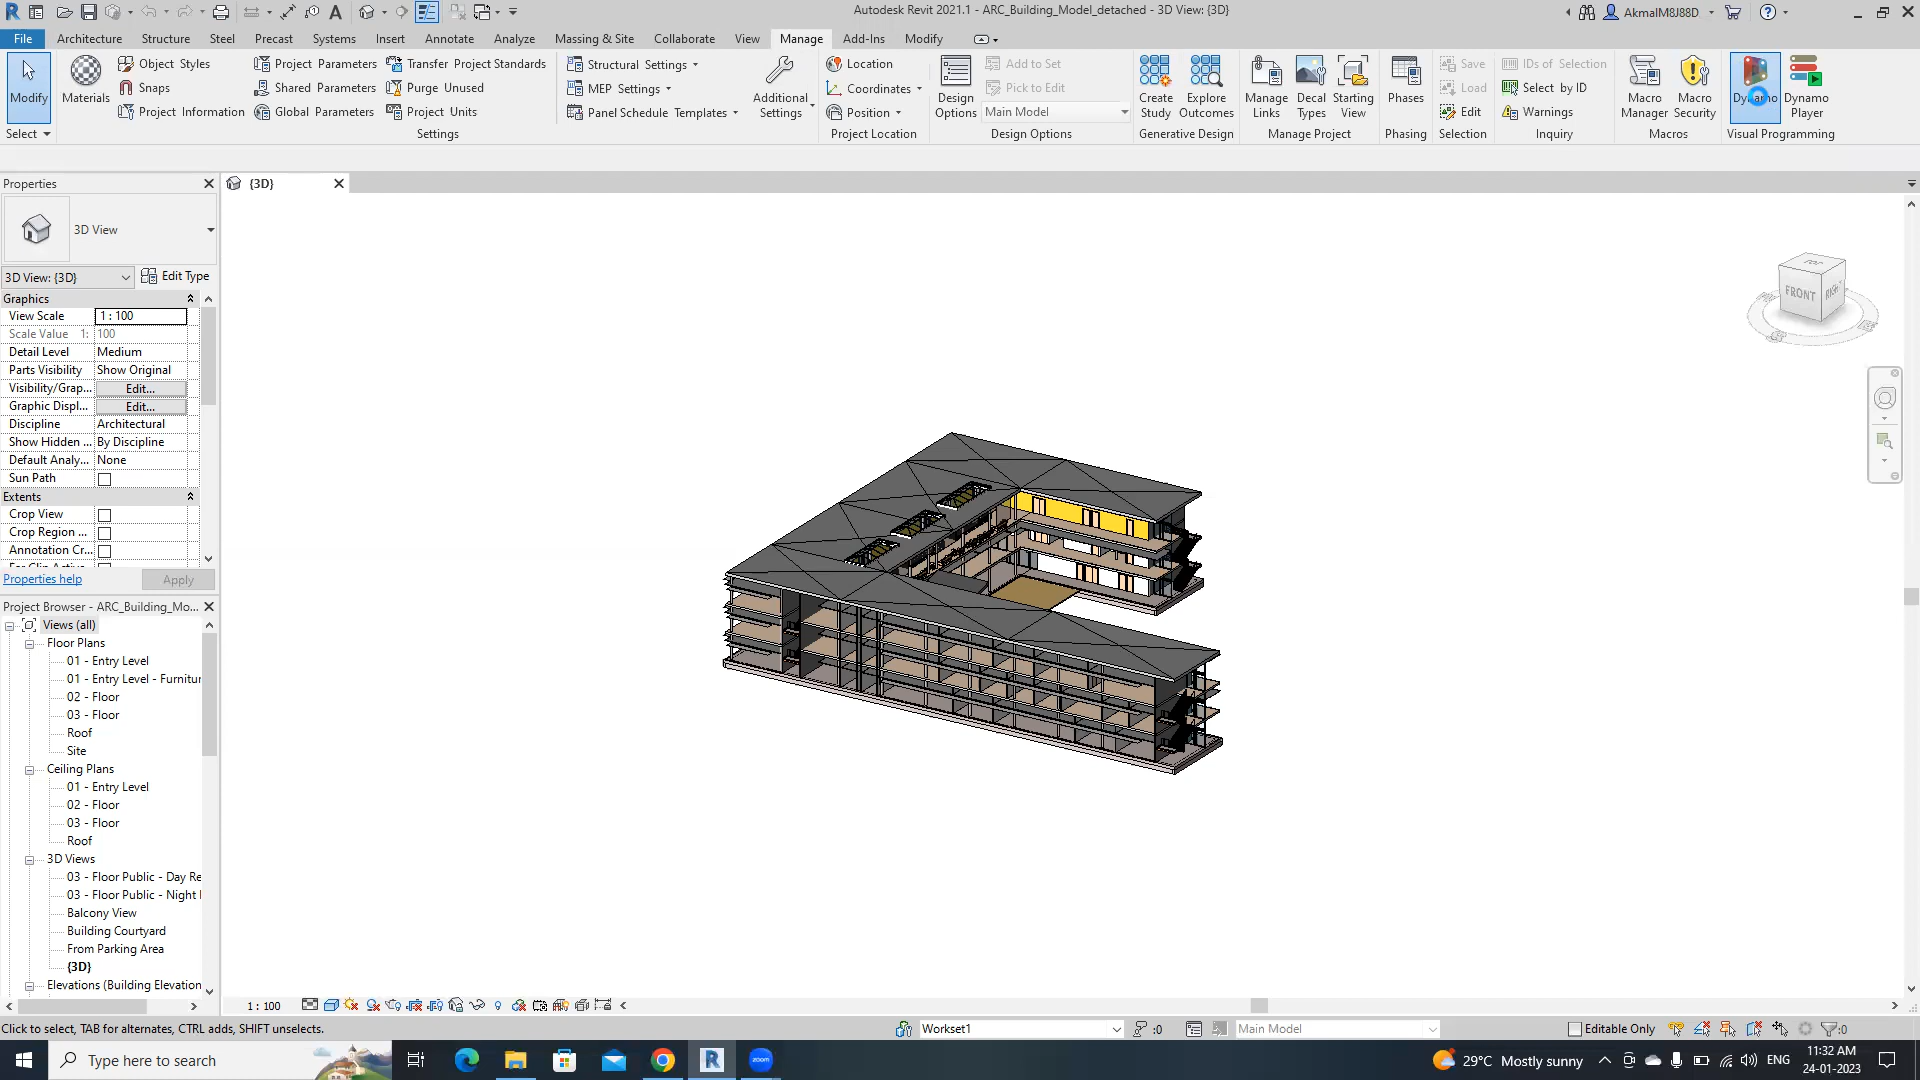 Autodesk Revit 2021.1 - ARC_Building_Model_detached - 3D View: {3D}
AkmalM8J88D
File Architecture Structure Steel Precast Systems Insert Annotate Analyze Massing & Site Collaborate View Manage Add-Ins Modify
Modify
Select
Materials
Object Styles
Snaps
Project Information
Project Parameters
Shared Parameters
Global Parameters
Transfer Project Standards
Purge Unused
Project Units
Settings
Structural Settings
MEP Settings
Panel Schedule Templates
Additional
Settings
Location
Coordinates
Position
Project Location
Design
Options
Add to Set
Pick to Edit
Main Model
Design Options
Create
Study
Explore
Outcomes
Generative Design
Manage
Links
Decal
Types
Starting
View
Manage Project
Phases
Phasing
Save
Load
Edit
Selection
IDs of Selection
Select by ID
Warnings
Inquiry
Macro
Manager
Macro
Security
Macros
Dynamo
Dynamo
Player
Visual Programming
Properties
{3D}
3D View
3D View: {3D}
Edit Type
Graphics
View Scale 1 : 100
Scale Value 1: 100
Detail Level Medium
Parts Visibility Show Original
Visibility/Grap... Edit...
Graphic Displ... Edit...
Discipline Architectural
Show Hidden ... By Discipline
Default Analy... None
Sun Path
Extents
Crop View
Crop Region ...
Annotation Cr...
Properties help
Apply
Project Browser - ARC_Building_Mo...
Views (all)
Floor Plans
01 - Entry Level
01 - Entry Level - Furnitur
02 - Floor
03 - Floor
Roof
Site
Ceiling Plans
01 - Entry Level
02 - Floor
03 - Floor
Roof
3D Views
03 - Floor Public - Day Re
03 - Floor Public - Night
Balcony View
Building Courtyard
From Parking Area
{3D}
Elevations (Building Elevation
FRONT
RIGHT
TOP
1 : 100
Click to select, TAB for alternates, CTRL adds, SHIFT unselects.
Workset1
:0
Main Model
Editable Only
:0
Type here to search
zoom
29°C Mostly sunny
ENG
11:32 AM
24-01-2023